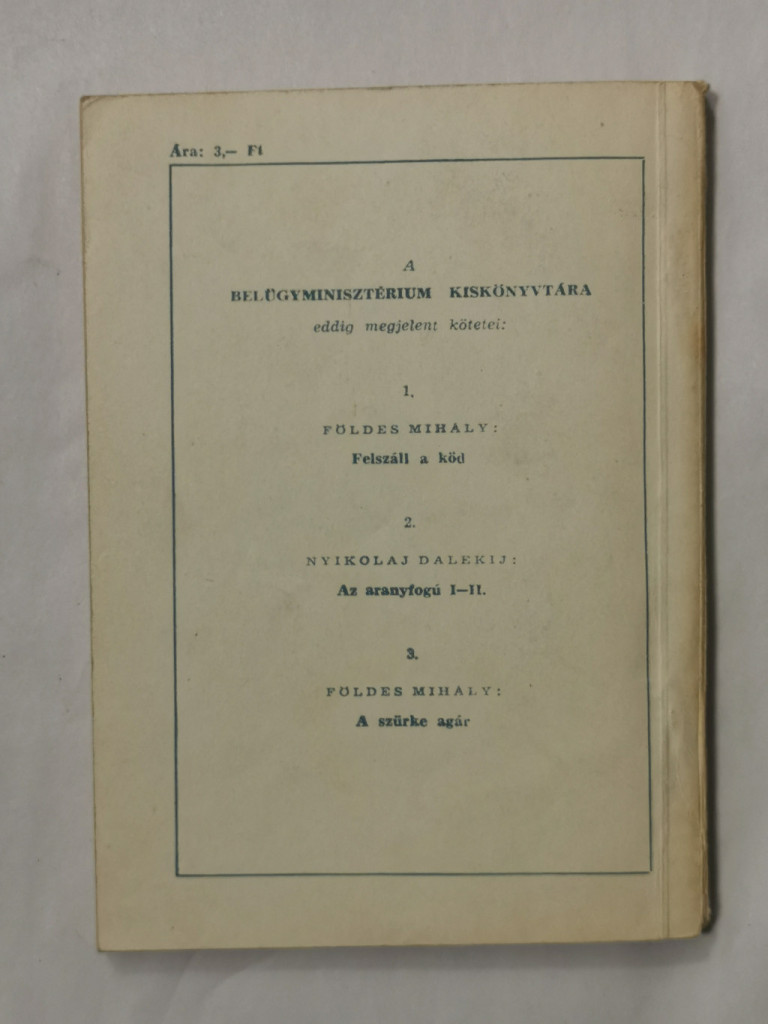 Ára: 3,— Ft
A
BELÜGYMINISZTÉRIUM KISKÖNYVTÁRA
eddig megjelent kötetei:
1.
FÖLDES MIHÁLY:
Felszáll a köd
2.
NYIKOLAJ DALEKIJ:
Az aranyfogú I—II.
3.
FÖLDES MIHÁLY:
A szürke agár